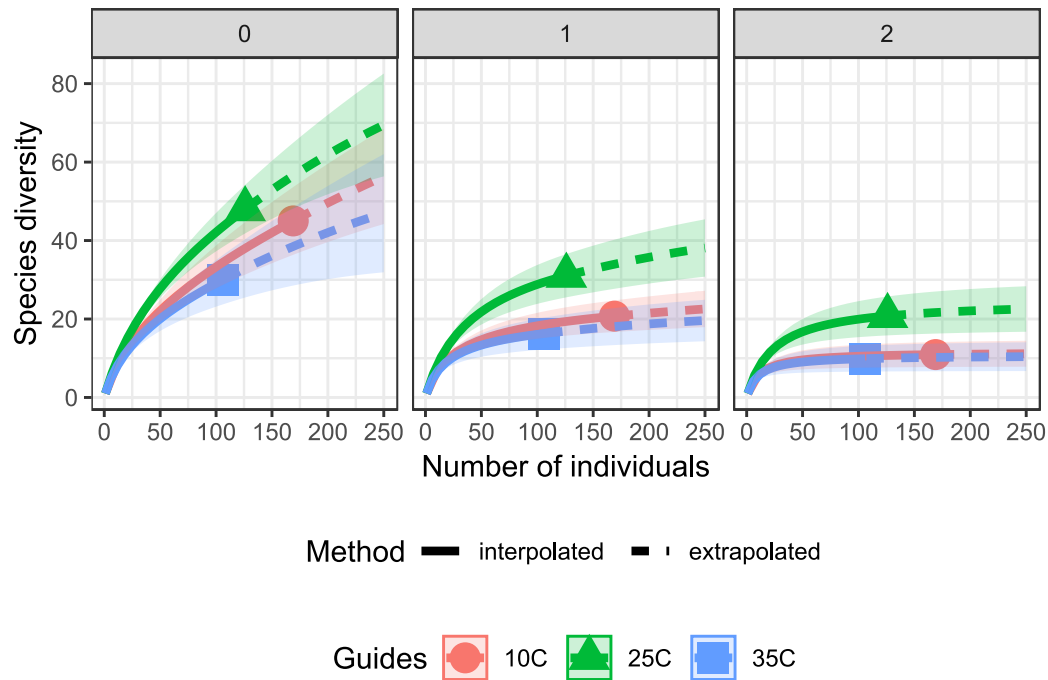 0 1 2
Species diversity
80
60
40
20
0
0 50 100 150 200 250 0 50 100 150 200 250 0 50 100 150 200 250
Number of individuals
Method interpolated extrapolated
Guides 10C 25C 35C